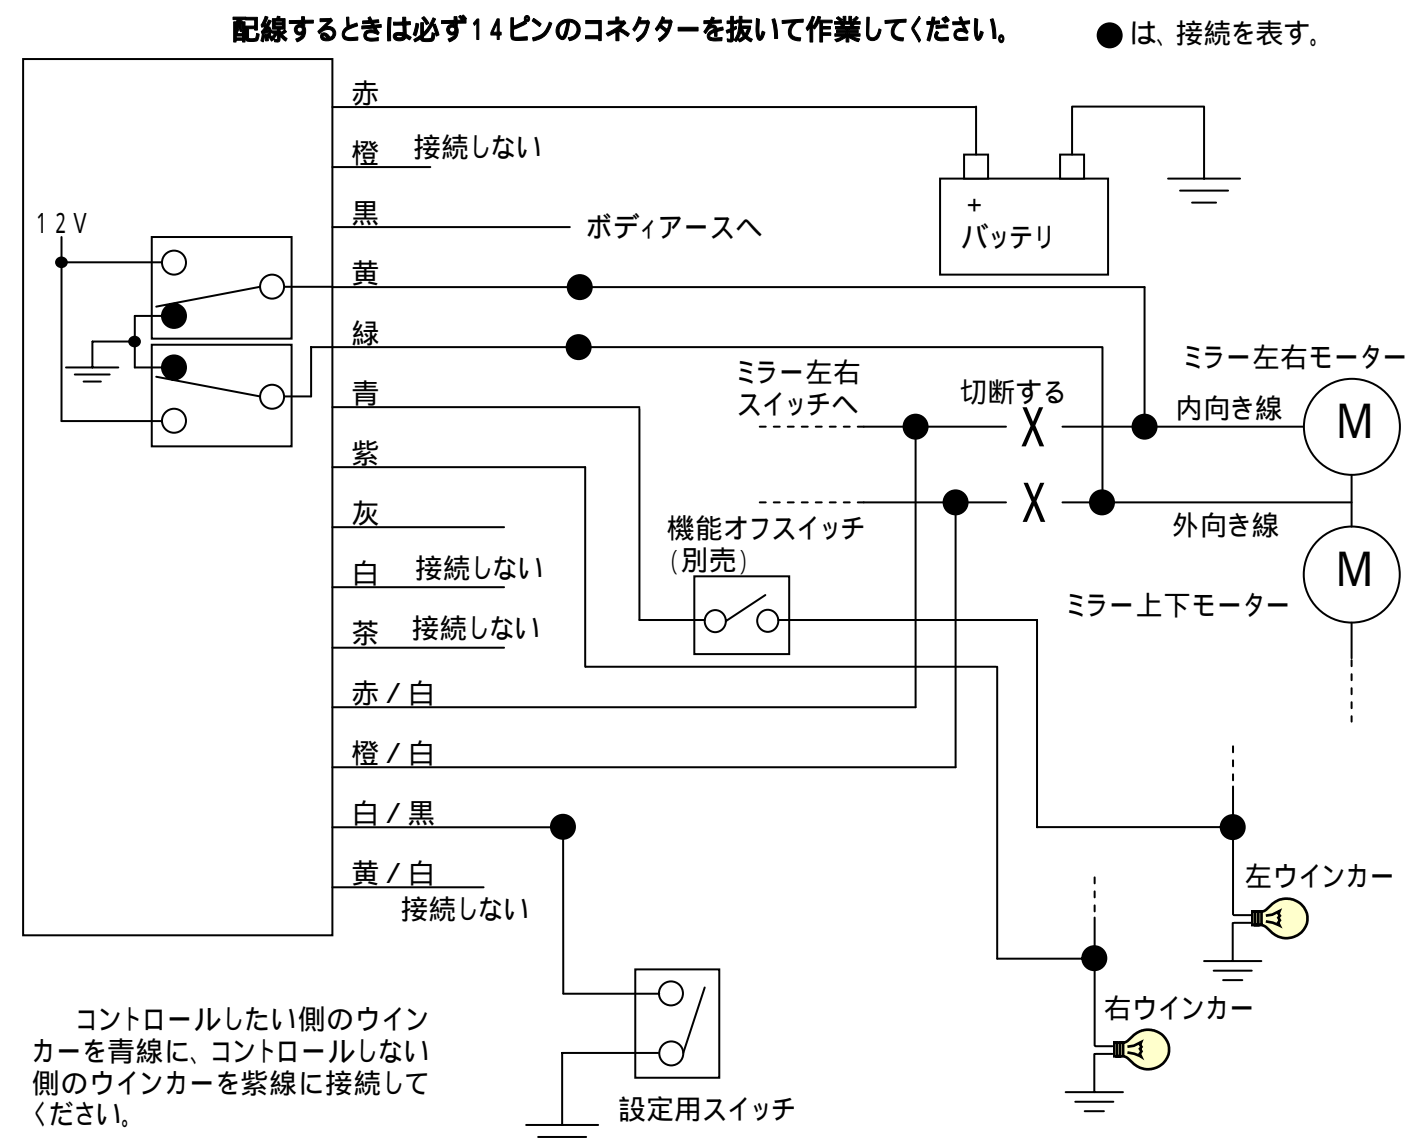 配線するときは必ず14ピンのコネクターを抜いて作業してください。
●は、接続を表す。
赤
橙 接続しない
黒 ボディアースへ
12V
+
バッテリ
黄
緑
青
紫
灰
白 接続しない
茶 接続しない
赤/白
橙/白
白/黒
黄/白
接続しない
ミラー左右
スイッチへ
切断する
X
X
ミラー左右モーター
内向き線
M
外向き線
M
ミラー上下モーター
機能オフスイッチ
(別売)
左ウインカー
右ウインカー
設定用スイッチ
コントロールしたい側のウイン
カーを青線に、コントロールしない
側のウインカーを紫線に接続して
ください。